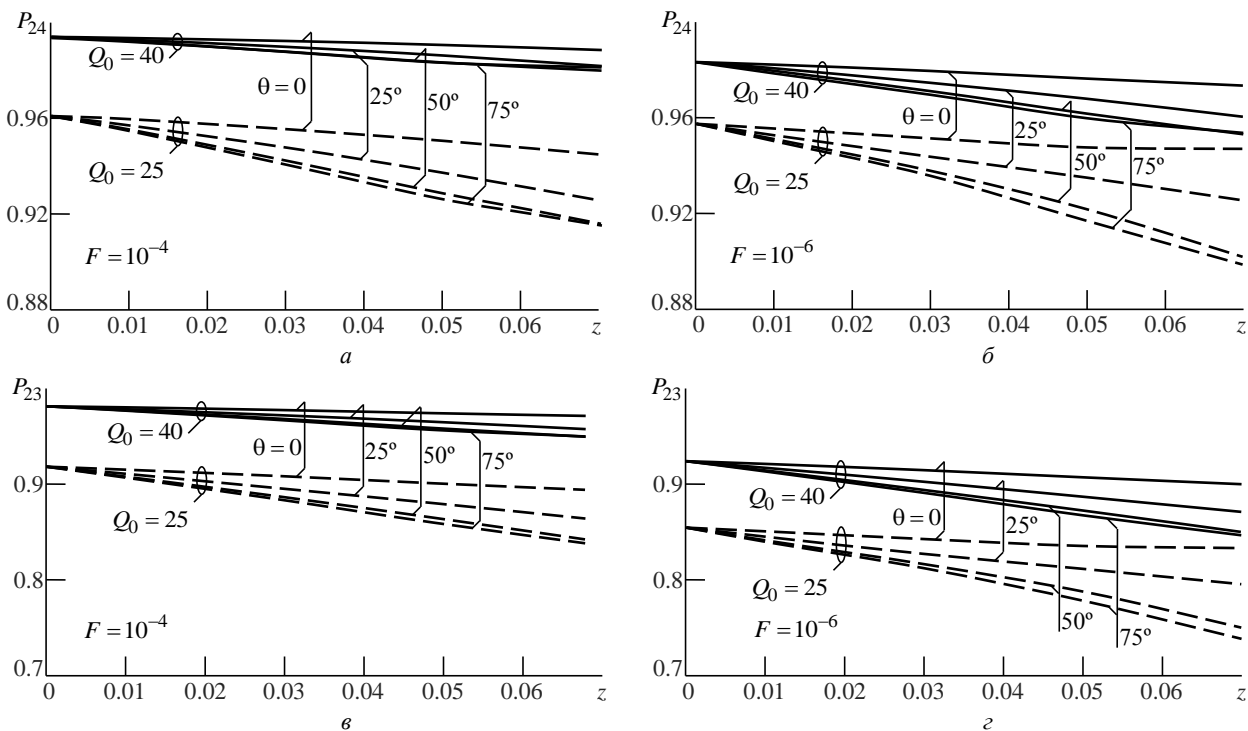 P₂₄
Q₀ = 40
θ = 0
25º
50º
75º
0.96
Q₀ = 25
0.92
F = 10⁻⁴
0.88
0 0.01 0.02 0.03 0.04 0.05 0.06 z
а
P₂₆
Q₀ = 40
θ = 0
25º
50º
75º
0.96
Q₀ = 25
0.92
F = 10⁻⁶
0.88
0 0.01 0.02 0.03 0.04 0.05 0.06 z
б
P₂₃
Q₀ = 40
θ = 0
25º
50º
75º
0.9
Q₀ = 25
0.8
F = 10⁻⁴
0.7
0 0.01 0.02 0.03 0.04 0.05 0.06 z
в
P₂₃
Q₀ = 40
θ = 0
25º
0.9
0.8
Q₀ = 25
50º
75º
F = 10⁻⁶
0.7
0.01 0.02 0.03 0.04 0.05 0.06 z
г